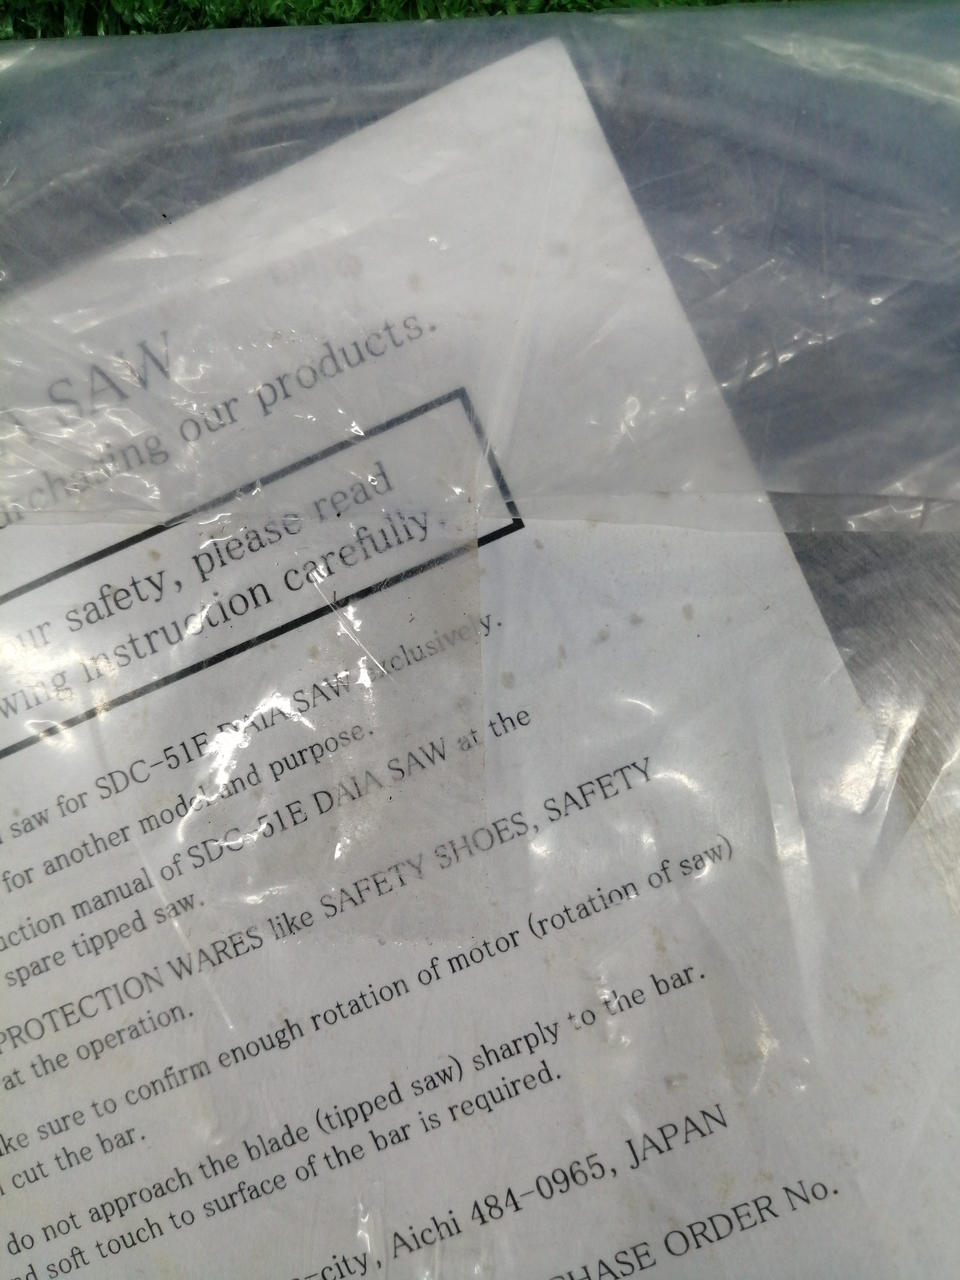 SAW
purchasing our products.
our safety, please read
wing instruction carefully.
saw for SDC-51E DAIA SAW exclusively.
for another model and purpose.
uction manual of SDC-51E DAIA SAW at the
spare tipped saw.
PROTECTION WARES like SAFETY SHOES, SAFETY
at the operation.
ke sure to confirm enough rotation of motor (rotation of saw)
cut the bar.
do not approach the blade (tipped saw) sharply to the bar.
nd soft touch to surface of the bar is required.
-city, Aichi 484-0965, JAPAN
CHASE ORDER No.